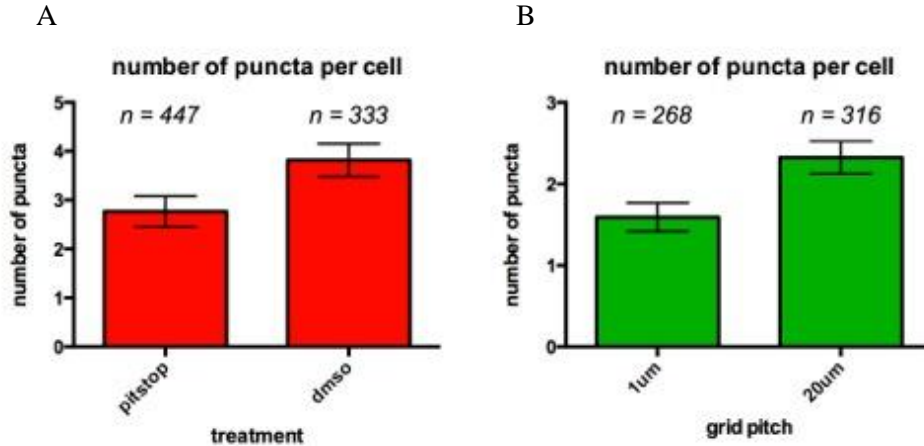 A
number of puncta per cell
n = 447
n = 333
number of puncta
5
4
3
2
1
0
pitstop
dmso
treatment
B
number of puncta per cell
n = 268
n = 316
number of puncta
3
2
1
0
1um
20um
grid pitch